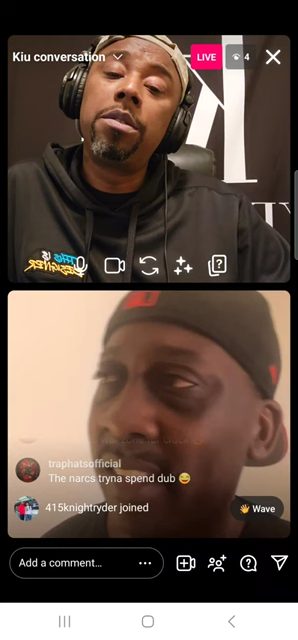 Kiu conversation
LIVE
4
traphatsofficial
The narcs tryna spend dub 😂
415knightryder joined
👋 Wave
Add a comment...